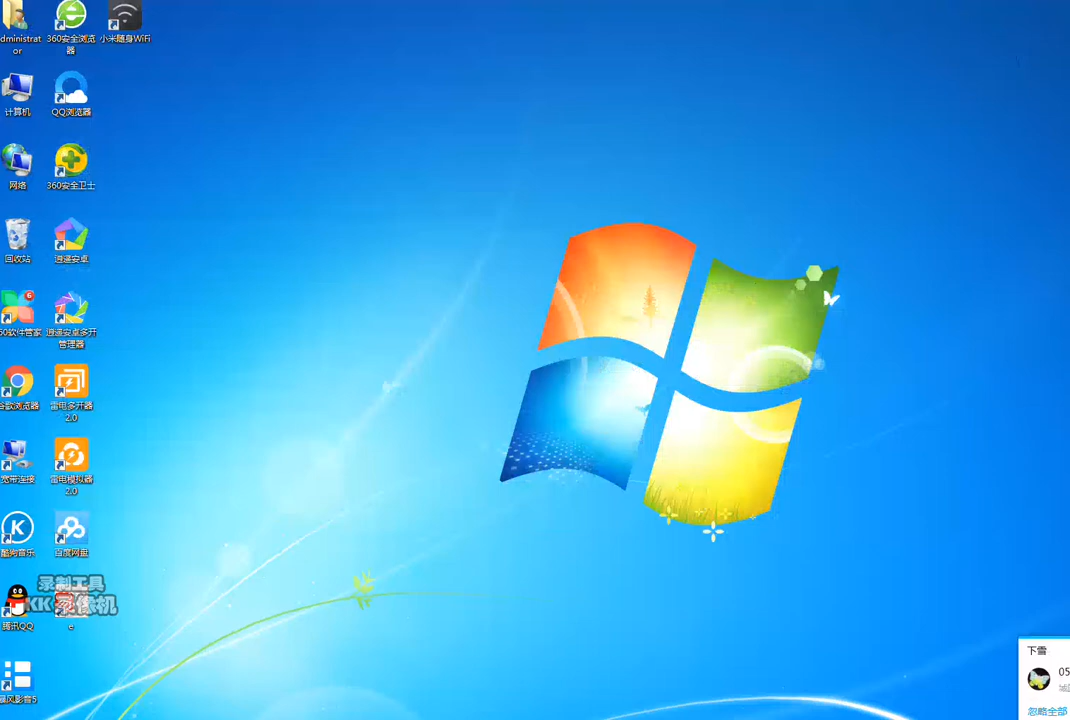 dministrat
or
360安全浏览
器
小米随身WiFi
计算机
QQ浏览器
网络
360安全卫士
回收站
逍遥安卓
6
60软件管家
逍遥安卓多开
管理器
谷歌浏览器
雷电多开器
2.0
宽带连接
雷电模拟器
2.0
K
酷狗音乐
百度网盘
录制工具
KK录像机
腾讯QQ
e
暴风影音5
下雪
05
忽略全部